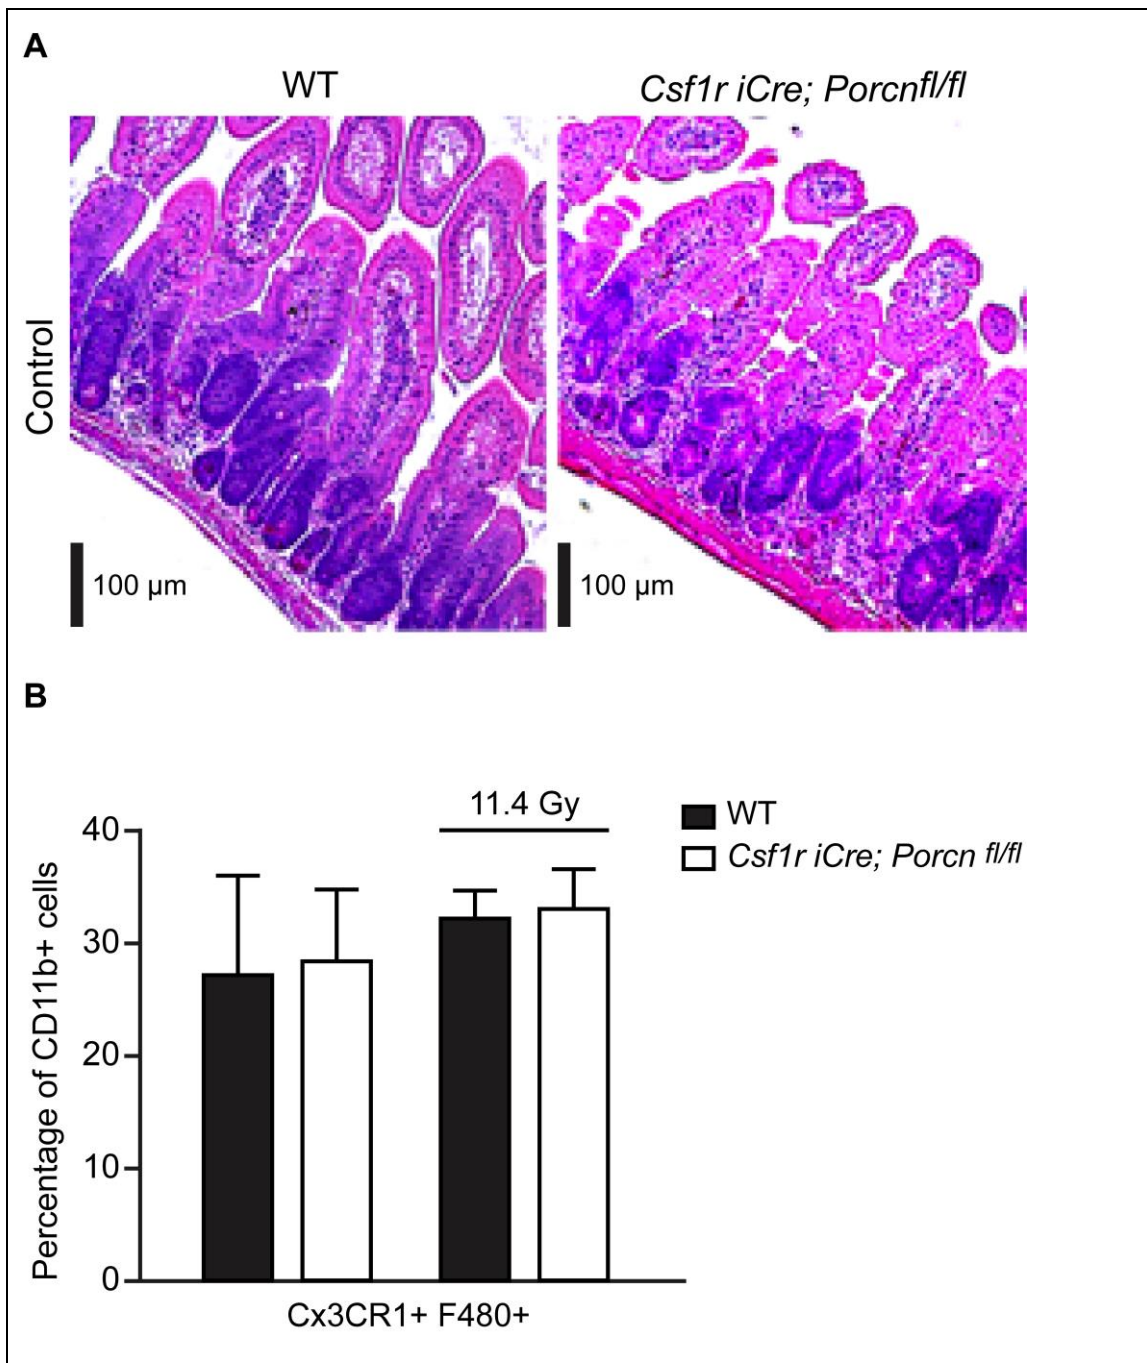 A
WT
Csf1r iCre; Porcnfl/fl
Control
100 µm
100 µm
B
11.4 Gy
WT
Csf1r iCre; Porcn fl/fl
Percentage of CD11b+ cells
40
30
20
10
0
Cx3CR1+ F480+